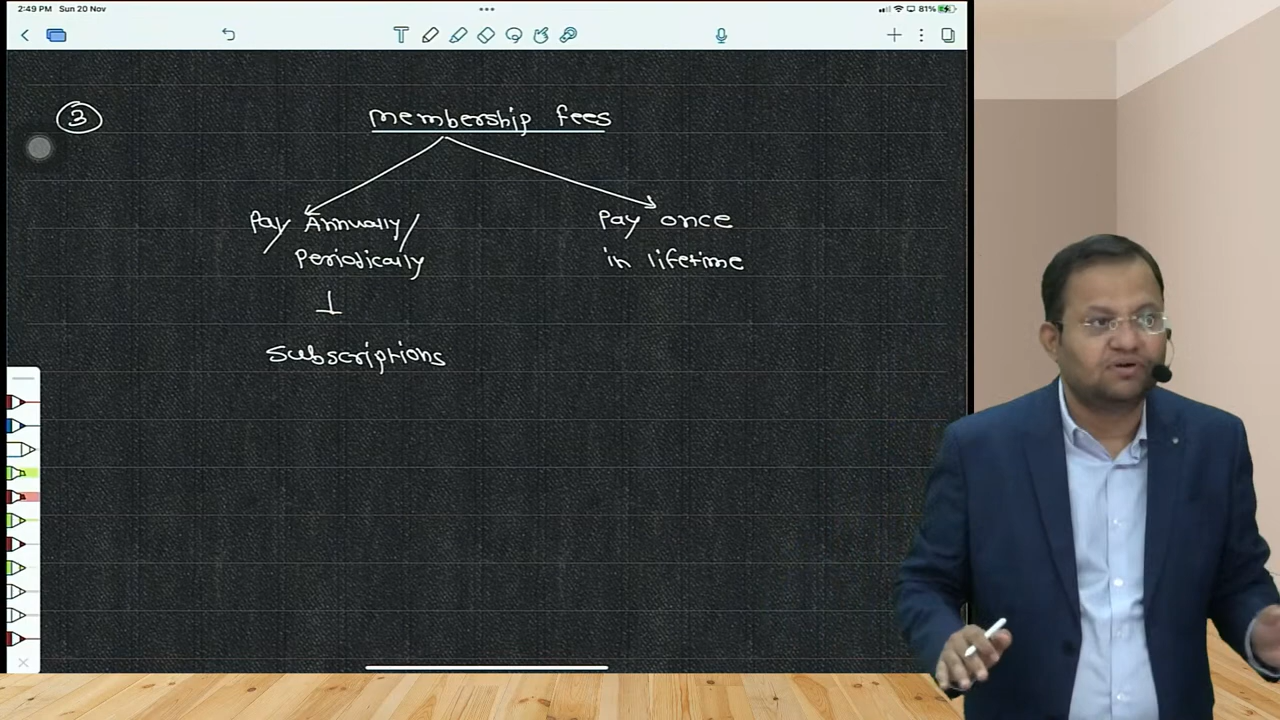 2:49 PM Sun 20 Nov
81%
3
membership fees
Pay Annually/
Periodically
Pay once
in lifetime
Subscriptions